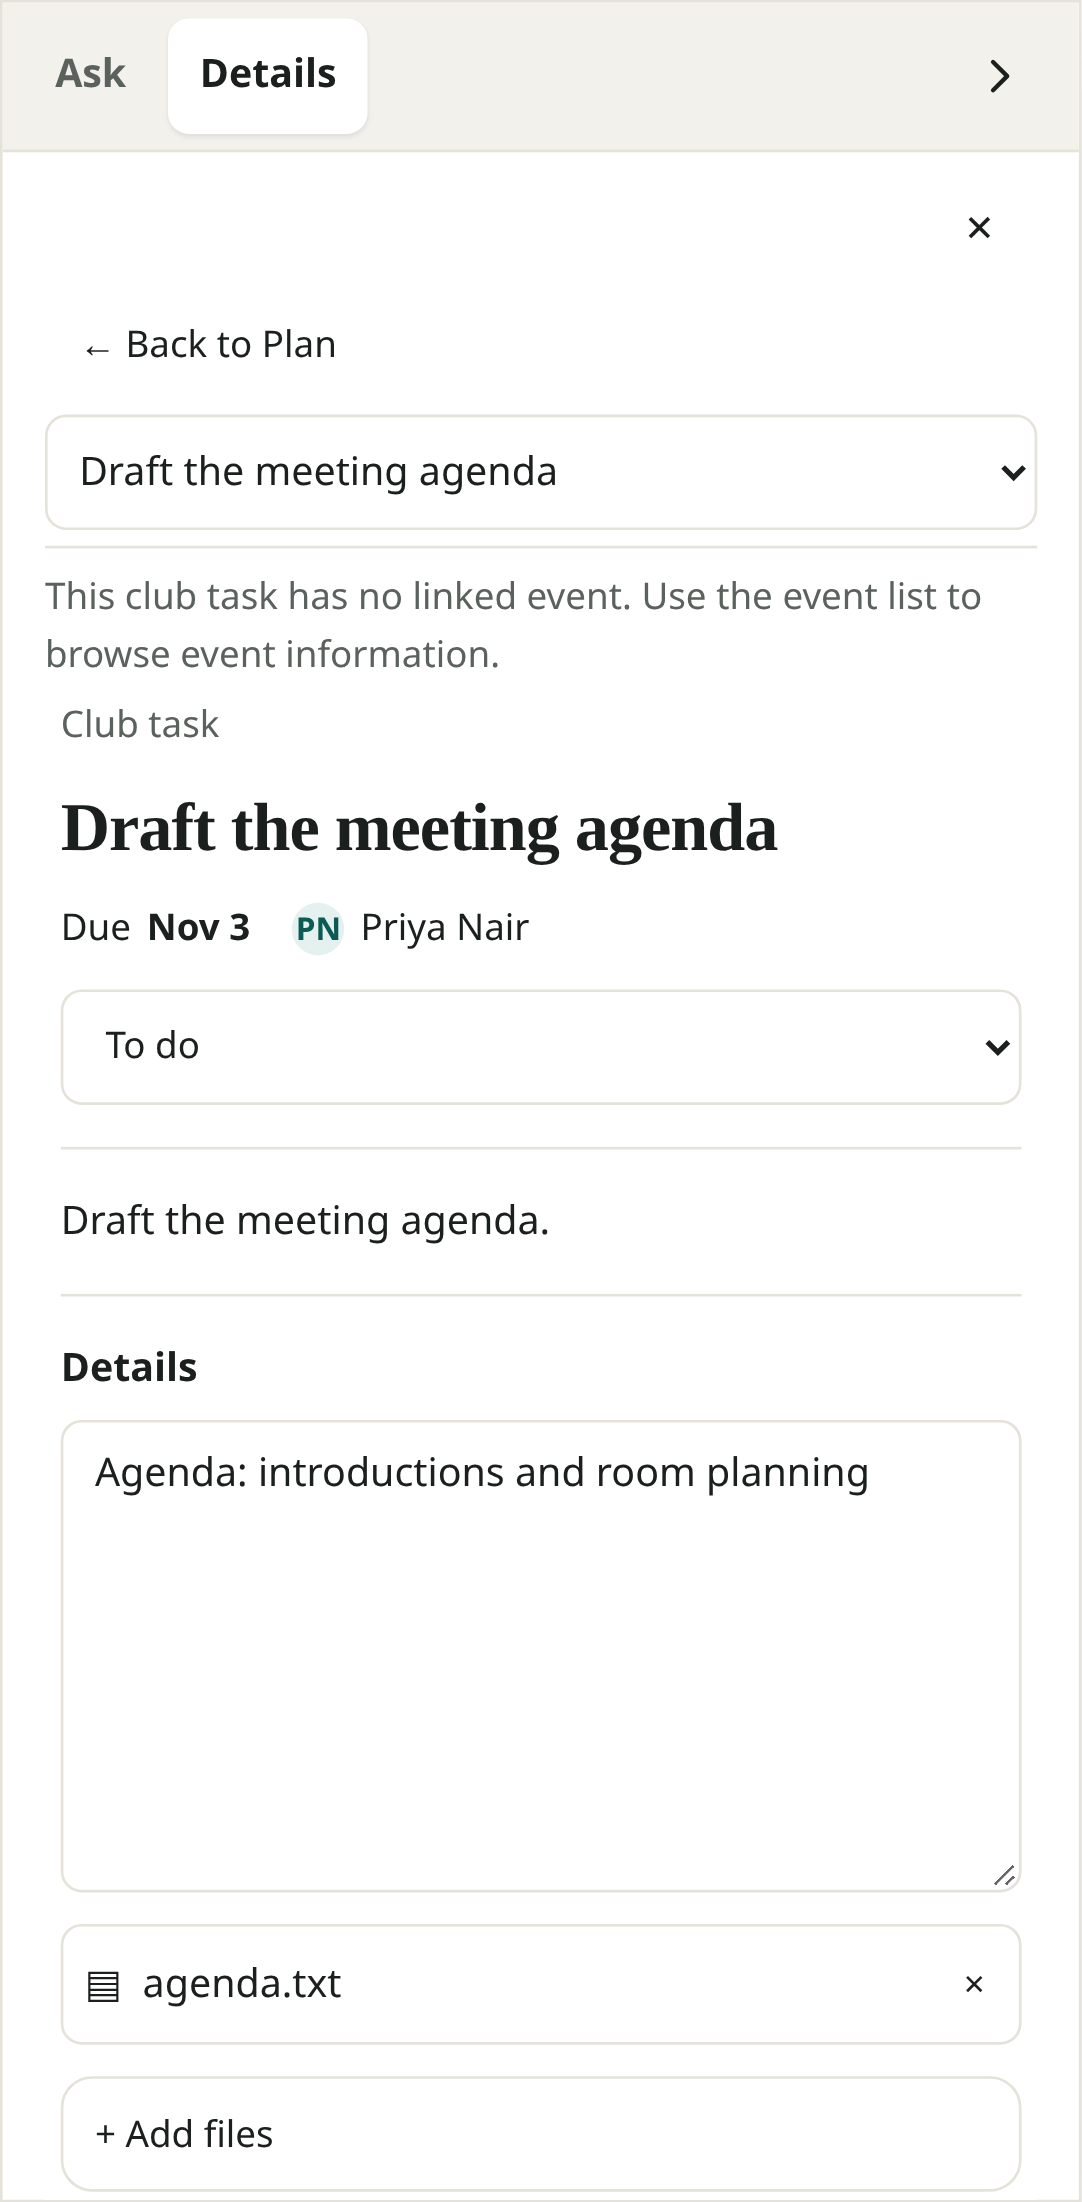 Ask Details
×
← Back to Plan
Draft the meeting agenda
This club task has no linked event. Use the event list to
browse event information.
Club task
Draft the meeting agenda
Due Nov 3 PN Priya Nair
To do
Draft the meeting agenda.
Details
Agenda: introductions and room planning
agenda.txt ×
+ Add files